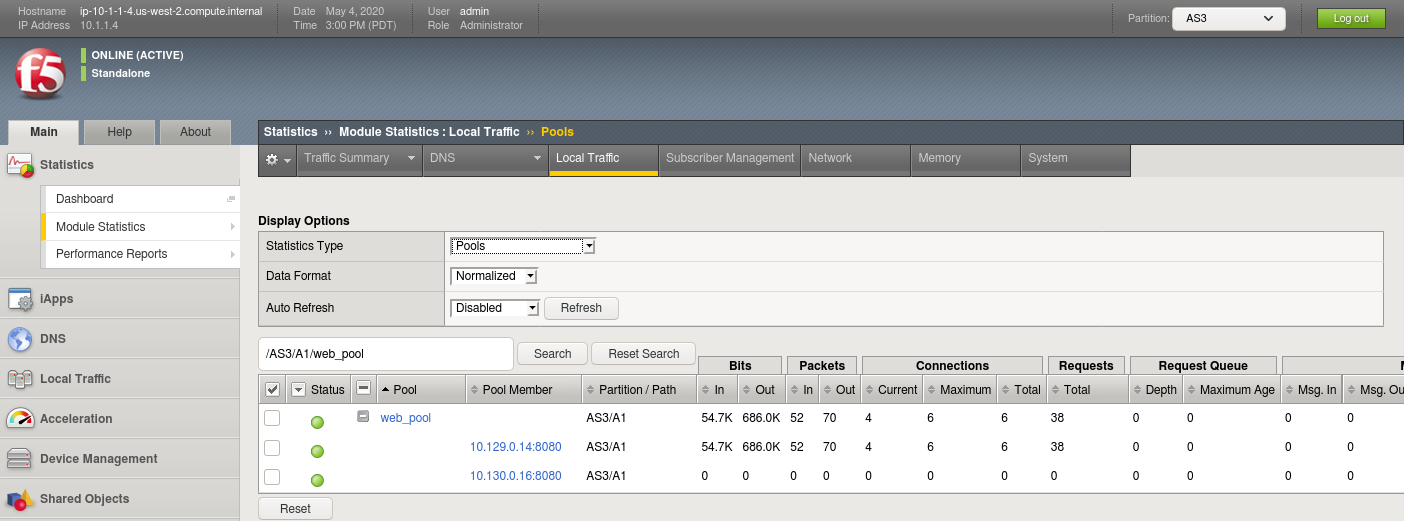 Hostname ip-10-1-1-4.us-west-2.compute.internal Date May 4, 2020 User admin
IP Address 10.1.1.4 Time 3:00 PM (PDT) Role Administrator
Partition: AS3 Log out
f5
ONLINE (ACTIVE)
Standalone
Main Help About
Statistics
Dashboard
Module Statistics
Performance Reports
iApps
DNS
Local Traffic
Acceleration
Device Management
Shared Objects
Statistics ›› Module Statistics : Local Traffic ›› Pools
Traffic Summary DNS Local Traffic Subscriber Management Network Memory System
Display Options
Statistics Type Pools
Data Format Normalized
Auto Refresh Disabled Refresh
/AS3/A1/web_pool Search Reset Search
Bits Packets Connections Requests Request Queue M
Status Pool Pool Member Partition / Path In Out In Out Current Maximum Total Total Depth Maximum Age Msg. In Msg. Ou
web_pool AS3/A1 54.7K 686.0K 52 70 4 6 6 38 0 0 0 0
10.129.0.14:8080 AS3/A1 54.7K 686.0K 52 70 4 6 6 38 0 0 0 0
10.130.0.16:8080 AS3/A1 0 0 0 0 0 0 0 0 0 0 0 0
Reset